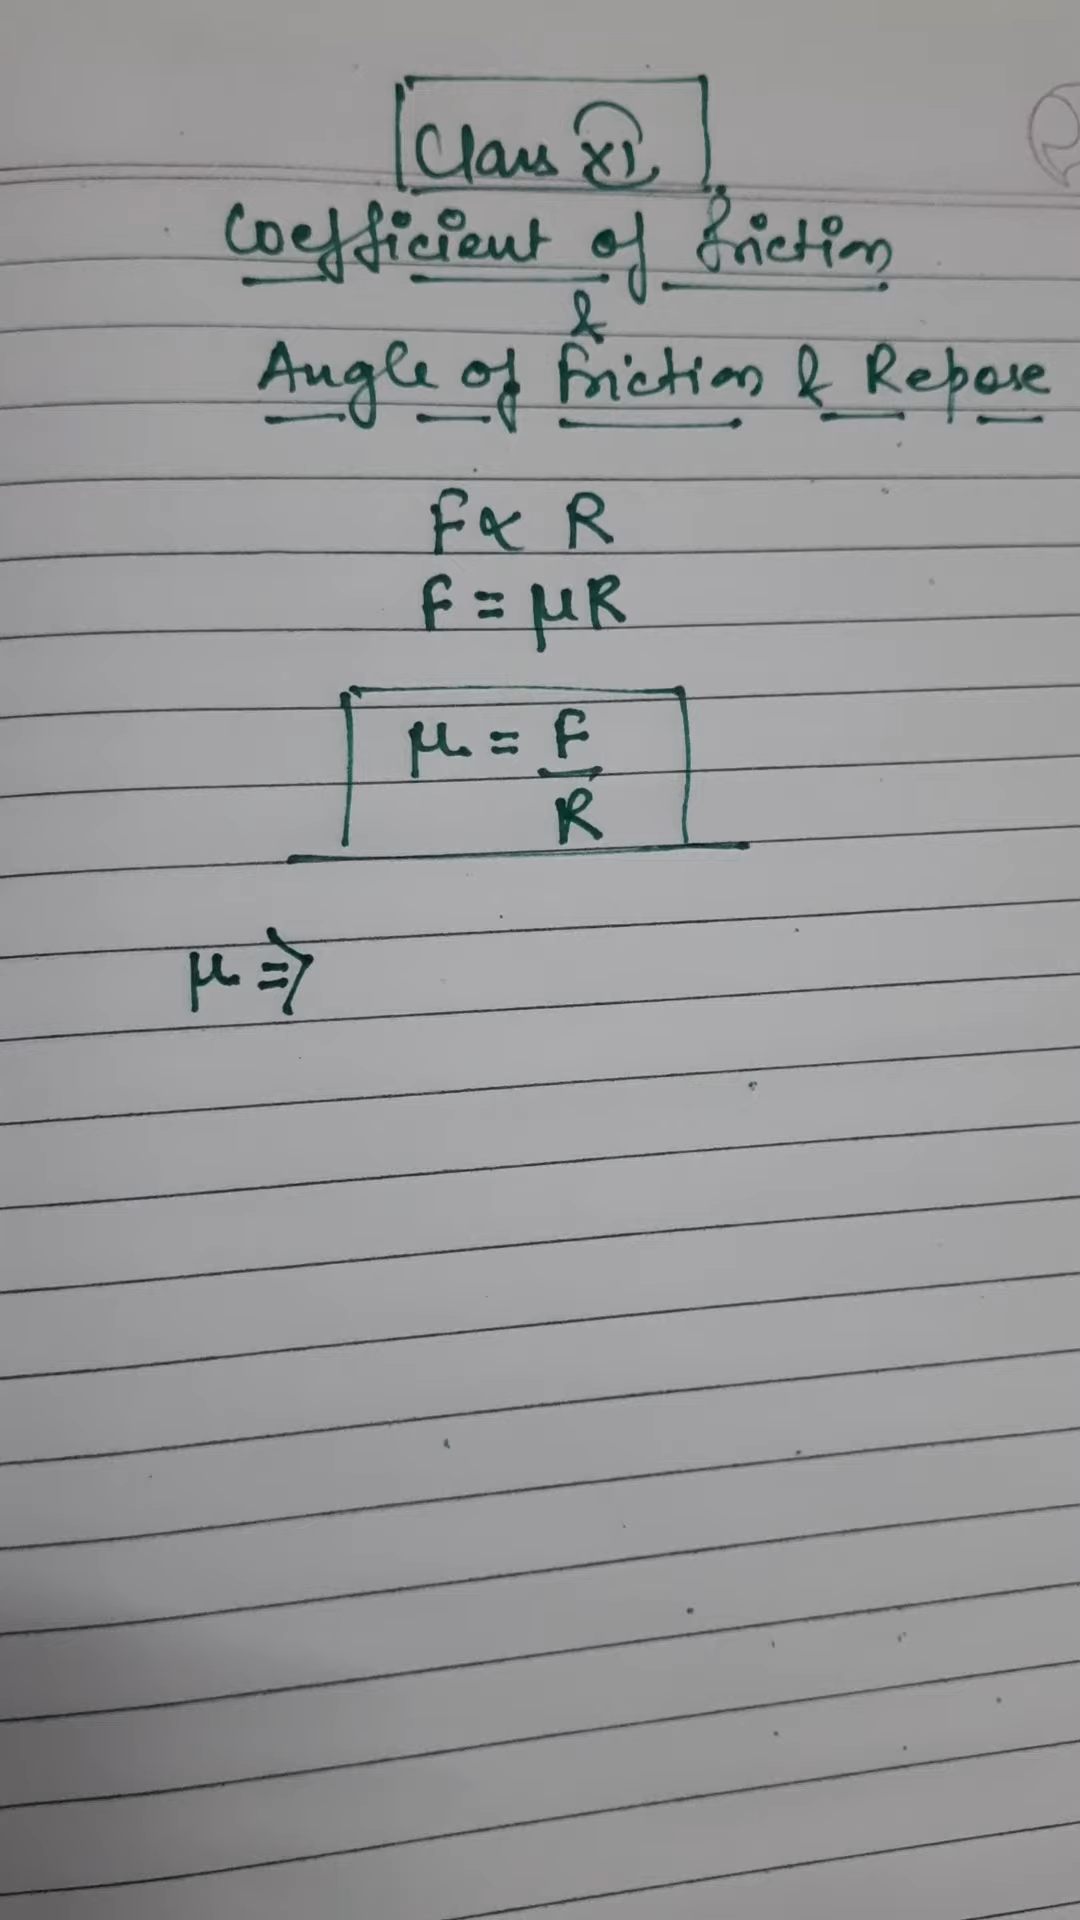 Class XI
Coefficient of friction
&
Angle of friction & Repose
F ∝ R
F = μR
μ = F
R
μ ⇒